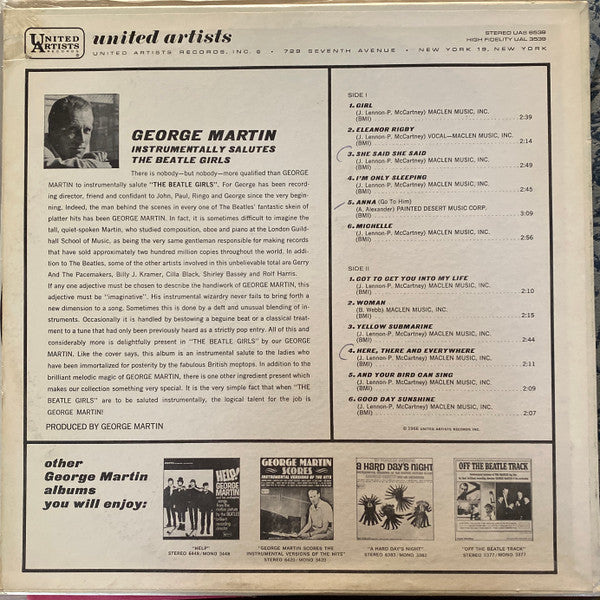 UNITED
ARTISTS
RECORDS
united artists
UNITED ARTISTS RECORDS, INC. • 729 SEVENTH AVENUE • NEW YORK 19, NEW YORK
STEREO UAS 6539
HIGH FIDELITY UAL 3539
GEORGE MARTIN
INSTRUMENTALLY SALUTES
THE BEATLE GIRLS
There is nobody—but nobody—more qualified than GEORGE
MARTIN to instrumentally salute "THE BEATLE GIRLS". For George has been record-
ing director, friend and confidant to John, Paul, Ringo and George since the very begin-
ning. Indeed, the man behind the scenes in every one of The Beatles' fantastic skein of
platter hits has been GEORGE MARTIN. In fact, it is sometimes difficult to imagine the
tall, quiet-spoken Martin, who studied composition, oboe and piano at the London Guild-
hall School of Music, as being the very same gentleman responsible for making records
that have sold approximately two hundred million copies throughout the world. In addi-
tion to The Beatles, some of the other artists involved in this unbelievable total are Gerry
And The Pacemakers, Billy J. Kramer, Cilla Black, Shirley Bassey and Rolf Harris.
If any one adjective must be chosen to describe the handiwork of GEORGE MARTIN, this
adjective must be "imaginative". His instrumental wizardry never fails to bring forth a
new dimension to a song. Sometimes this is done by a deft and unusual blending of in-
struments. Occasionally it is handled by bestowing a beguine beat or a classical treat-
ment to a tune that had only been previously heard as a strictly pop entry. All of this and
considerably more is delightfully present in "THE BEATLE GIRLS" by our GEORGE
MARTIN. Like the cover says, this album is an instrumental salute to the ladies who
have been immortalized for posterity by the fabulous British moptops. In addition to the
brilliant melodic magic of GEORGE MARTIN, there is one other ingredient present which
makes our collection something very special. It is the very simple fact that when "THE
BEATLE GIRLS" are to be saluted instrumentally, the logical talent for the job is
GEORGE MARTIN!
PRODUCED BY GEORGE MARTIN
SIDE I
1. GIRL
(J. Lennon-P. McCartney) MACLEN MUSIC, INC.
(BMI) 2:39
2. ELEANOR RIGBY
(J. Lennon-P. McCartney) VOCAL—MACLEN MUSIC, INC.
(BMI) 2:14
3. SHE SAID SHE SAID
(J. Lennon-P. McCartney) MACLEN MUSIC, INC.
(BMI) 2:49
4. I'M ONLY SLEEPING
(J. Lennon-P. McCartney) MACLEN MUSIC, INC.
(BMI) 2:45
5. ANNA (Go To Him)
(A. Alexander) PAINTED DESERT MUSIC CORP.
(BMI) 3:09
6. MICHELLE
(J. Lennon-P. McCartney) MACLEN MUSIC, INC.
(BMI) 2:56
SIDE II
1. GOT TO GET YOU INTO MY LIFE
(J. Lennon-P. McCartney) MACLEN MUSIC, INC.
(BMI) 2:10
2. WOMAN
(B. Webb) MACLEN MUSIC, INC.
(BMI) 2:15
3. YELLOW SUBMARINE
(J. Lennon-P. McCartney) MACLEN MUSIC, INC.
(BMI) 2:44
4. HERE, THERE AND EVERYWHERE
(J. Lennon-P. McCartney) MACLEN MUSIC, INC.
(BMI) 2:11
5. AND YOUR BIRD CAN SING
(J. Lennon-P. McCartney) MACLEN MUSIC, INC.
(BMI) 2:09
6. GOOD DAY SUNSHINE
(J. Lennon-P. McCartney) MACLEN MUSIC, INC.
(BMI) 2:07
© 1966 UNITED ARTISTS RECORDS INC.
other
George Martin
albums
you will enjoy:
HELP!
GEORGE
MARTIN
"HELP"
STEREO 6448/MONO 3448
GEORGE MARTIN
SCORES
INSTRUMENTAL VERSIONS OF THE HITS
"GEORGE MARTIN SCORES THE
INSTRUMENTAL VERSIONS OF THE HITS"
STEREO 6420/MONO 3420
A HARD DAY'S NIGHT
"A HARD DAY'S NIGHT"
STEREO 6383/MONO 3383
OFF THE BEATLE TRACK
"OFF THE BEATLE TRACK"
STEREO 1377/MONO 3377